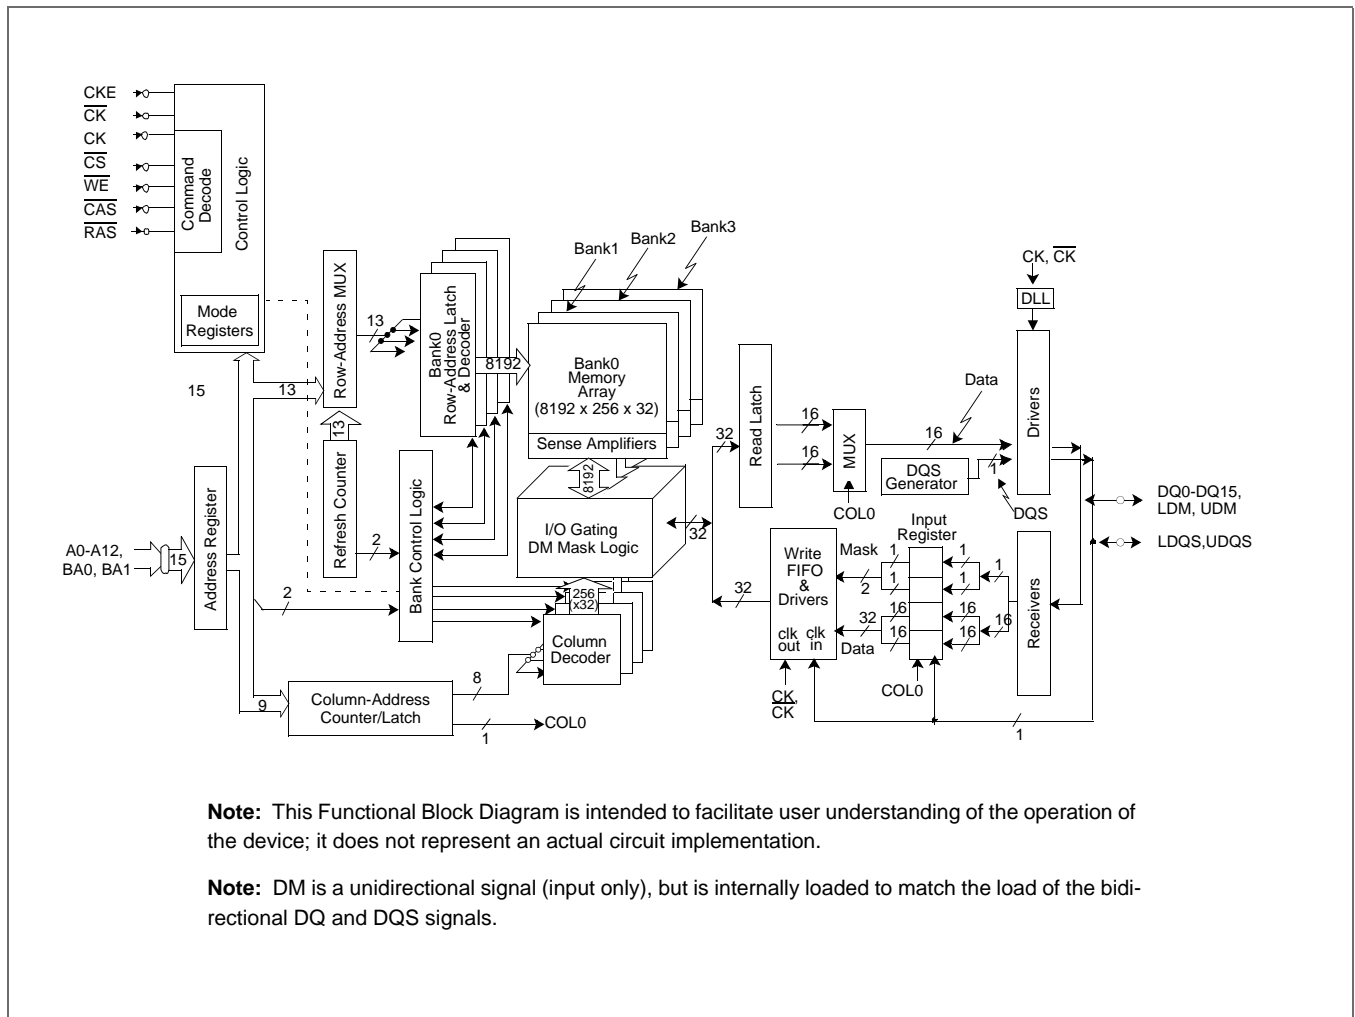 CKE
CK
CK
CS
WE
CAS
RAS
Command
Decode
Control Logic
Mode
Registers
15
13
Row-Address MUX
13
13
Refresh Counter
Bank0
Row-Address Latch
& Decoder
8192
Bank1
Bank2
Bank3
Bank0
Memory
Array
(8192 x 256 x 32)
Sense Amplifiers
8192
I/O Gating
DM Mask Logic
32
256
(x32)
Column
Decoder
A0-A12,
BA0, BA1
15
Address Register
2
2
Bank Control Logic
9
Column-Address
Counter/Latch
8
1
COL0
32
32
Read Latch
16
16
MUX
COL0
16
Data
DQS
Generator
1
DQS
CK, CK
DLL
Drivers
DQ0-DQ15,
LDM, UDM
LDQS,UDQS
Input
Register
Write
FIFO
&
Drivers
clk
out
clk
in
CK,
CK
Mask
2
32
Data
1
1
16
16
1
1
16
16
1
16
COL0
Receivers
1
Note: This Functional Block Diagram is intended to facilitate user understanding of the operation of
the device; it does not represent an actual circuit implementation.
Note: DM is a unidirectional signal (input only), but is internally loaded to match the load of the bidi-
rectional DQ and DQS signals.